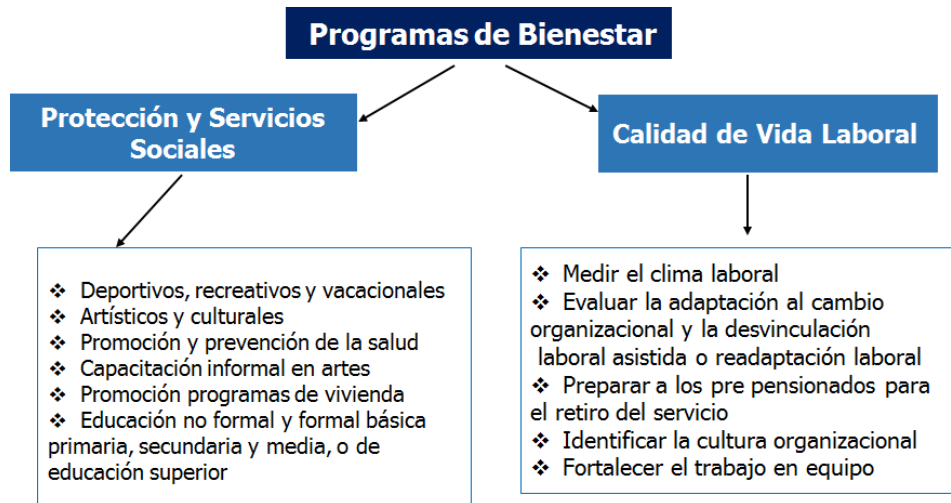 Programas de Bienestar
Protección y Servicios
Sociales
Calidad de Vida Laboral
❖ Deportivos, recreativos y vacacionales
❖ Artísticos y culturales
❖ Promoción y prevención de la salud
❖ Capacitación informal en artes
❖ Promoción programas de vivienda
❖ Educación no formal y formal básica
primaria, secundaria y media, o de
educación superior
❖ Medir el clima laboral
❖ Evaluar la adaptación al cambio
organizacional y la desvinculación
laboral asistida o readaptación laboral
❖ Preparar a los pre pensionados para
el retiro del servicio
❖ Identificar la cultura organizacional
❖ Fortalecer el trabajo en equipo